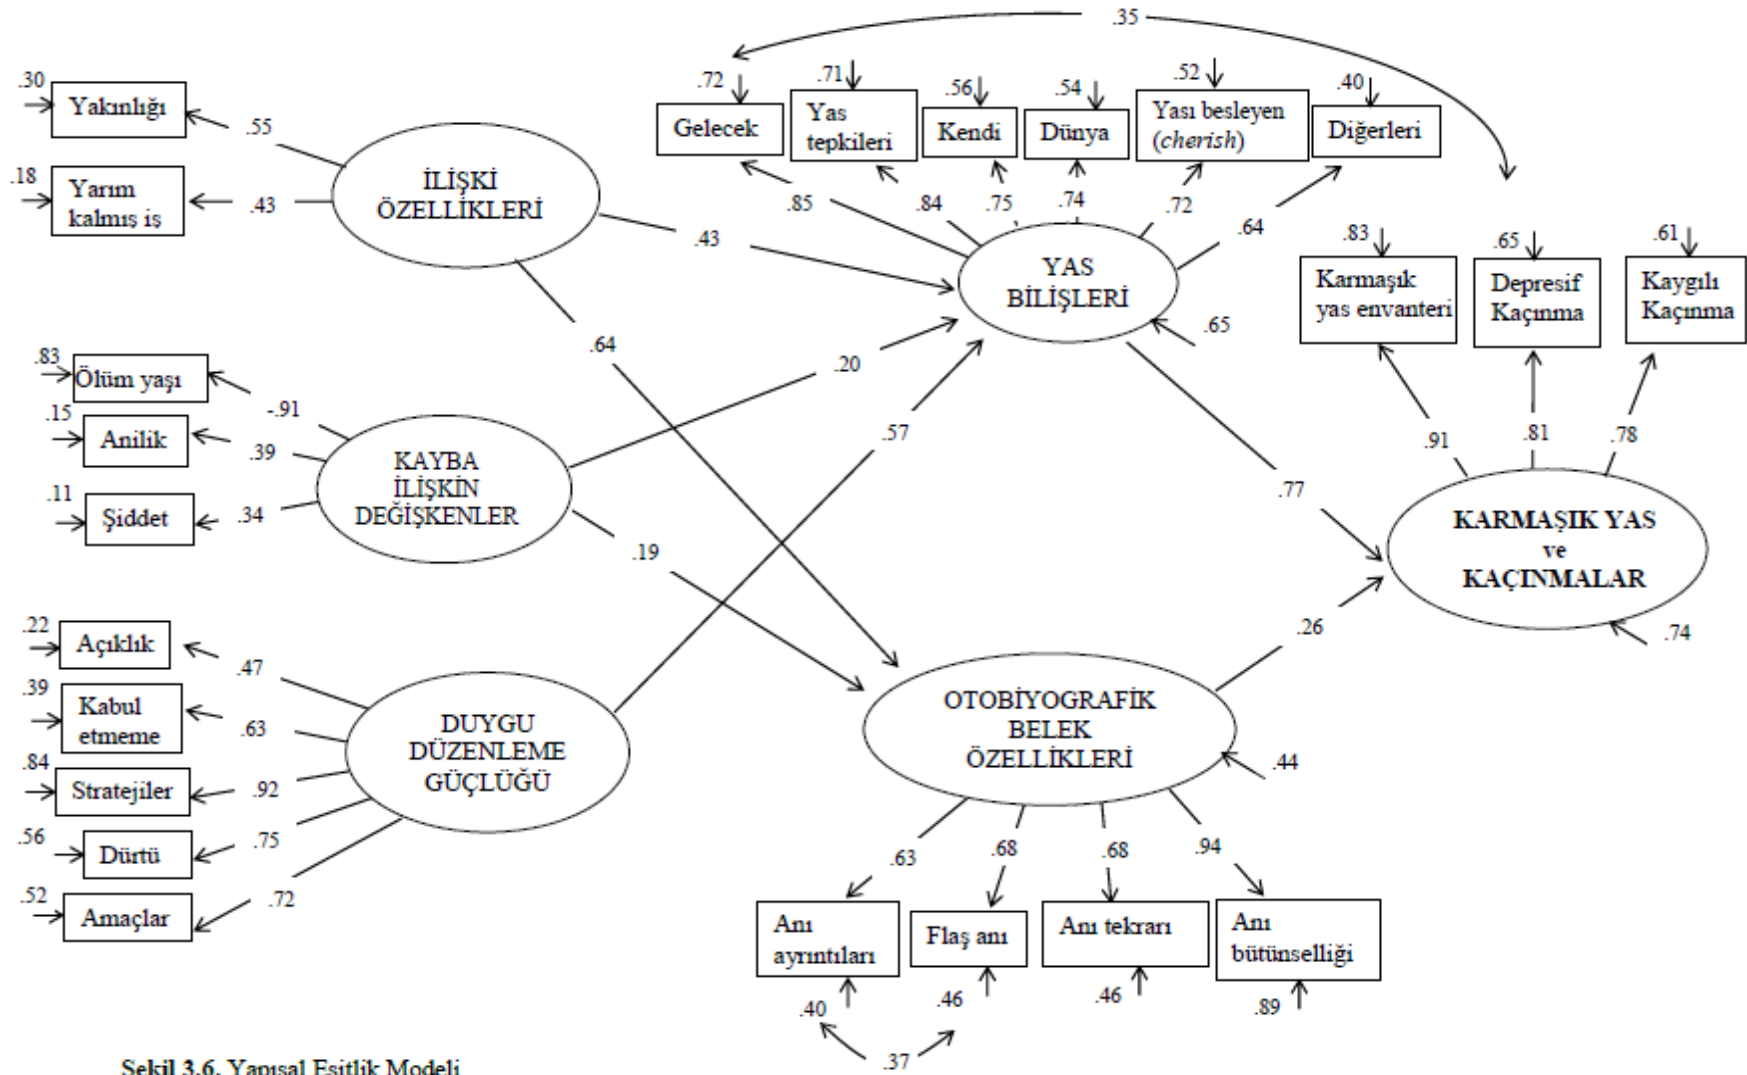 .35
.30
Yakınlığı
.55
.18
Yarım
kalmış iş
.43
İLİŞKİ
ÖZELLİKLERİ
.43
.64
.72
Gelecek
.71
Yas
tepkileri
.56
Kendi
.54
Dünya
.52
Yası besleyen
(cherish)
.40
Diğerleri
.85
.84
.75
.74
.72
.64
YAS
BİLİŞLERİ
.65
.83
Karmaşık
yas envanteri
.65
Depresif
Kaçınma
.61
Kaygılı
Kaçınma
.91
.81
.78
.83
Ölüm yaşı
-.91
.15
Anilik
.39
.11
Şiddet
.34
KAYBA
İLİŞKİN
DEĞİŞKENLER
.20
.19
.57
.77
KARMAŞIK YAS
ve
KAÇINMALAR
.74
.26
.22
Açıklık
.47
.39
Kabul
etmeme
.63
.84
Stratejiler
.92
.56
Dürtü
.75
.52
Amaçlar
.72
DUYGU
DÜZENLEME
GÜÇLÜĞÜ
OTOBİYOGRAFİK
BELEK
ÖZELLİKLERİ
.44
.63
.68
.68
.94
Anı
ayrıntıları
Flaş anı
Anı tekrarı
Anı
bütünselliği
.40
.46
.46
.89
.37
Şekil 3.6. Yapısal Eşitlik Modeli